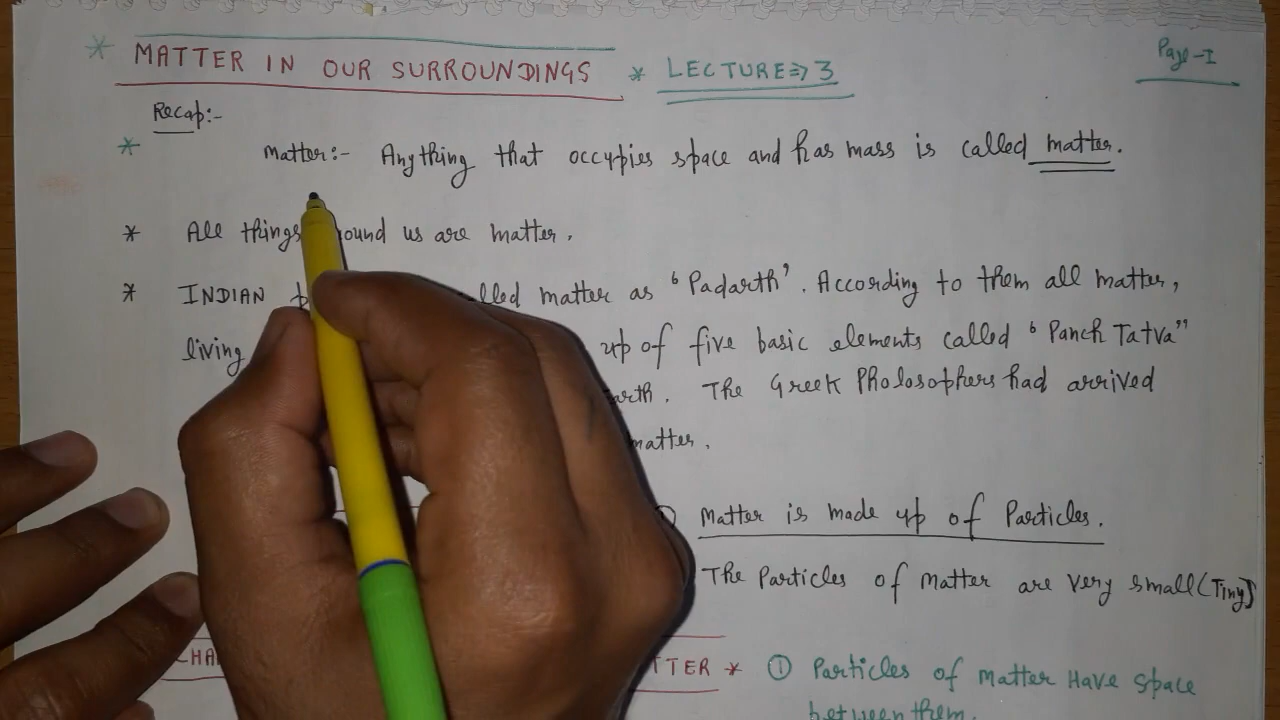 * MATTER IN OUR SURROUNDINGS * LECTURE⇒3
Page-I
Recap:-
* Matter:- Anything that occupies space and has mass is called matter.
* All things ound us are matter.
* INDIAN lled matter as ‘Padarth’. According to them all matter,
living up of five basic elements called ‘Panch Tatva”
arth. The Greek Pholosophers had arrived
matter.
Matter is made up of Particles.
The Particles of matter are very small (Tiny)
CHA TTER * ① Particles of matter Have space
between them.